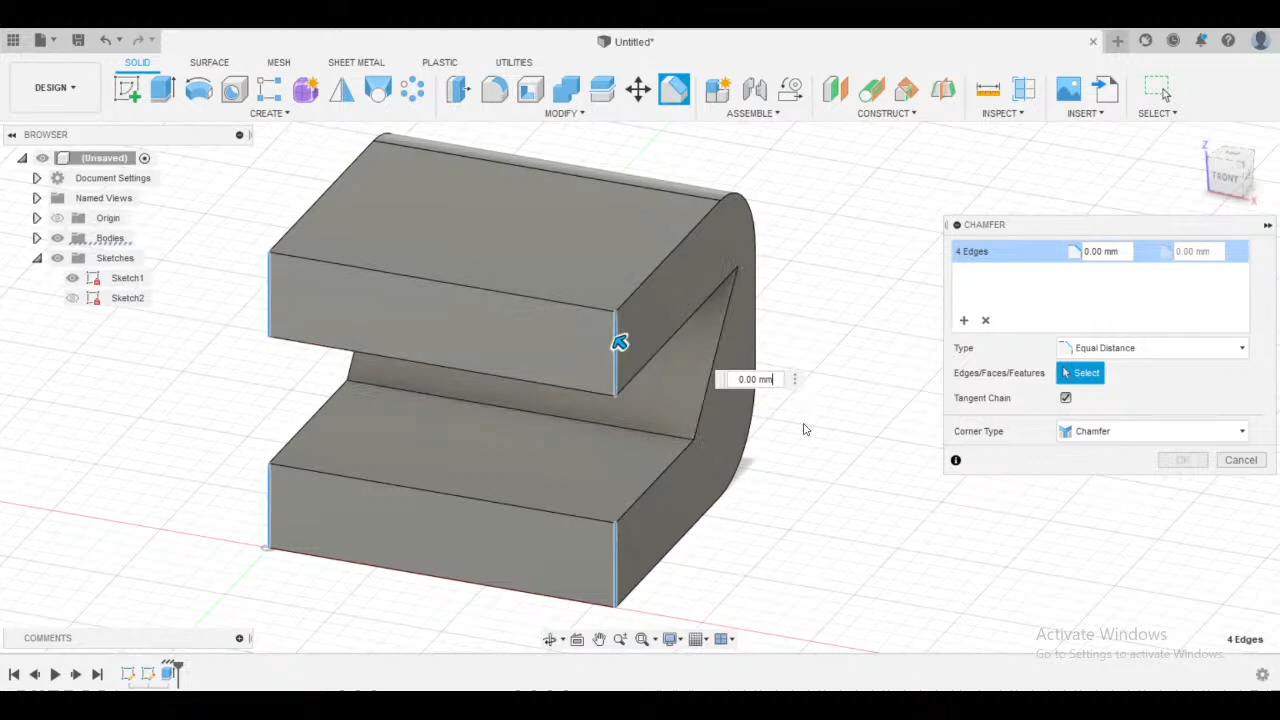 Untitled*
SOLID SURFACE MESH SHEET METAL PLASTIC UTILITIES
DESIGN
CREATE MODIFY ASSEMBLE CONSTRUCT INSPECT INSERT SELECT
BROWSER
(Unsaved)
Document Settings
Named Views
Origin
Bodies
Sketches
Sketch1
Sketch2
Z
FRONT
X
CHAMFER
4 Edges 0.00 mm 0.00 mm
Type Equal Distance
Edges/Faces/Features Select
Tangent Chain
Corner Type Chamfer
OK Cancel
0.00 mm
Activate Windows
Go to Settings to activate Windows.
COMMENTS
4 Edges